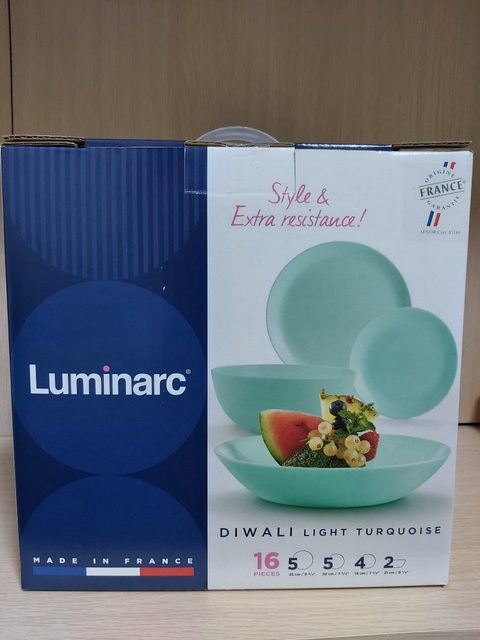 Style &
Extra resistance!
ORIGINE
FRANCE®
GARANTIE
Luminarc®
DIWALI LIGHT TURQUOISE
MADE IN FRANCE
16 5 5 4 2
PIECES